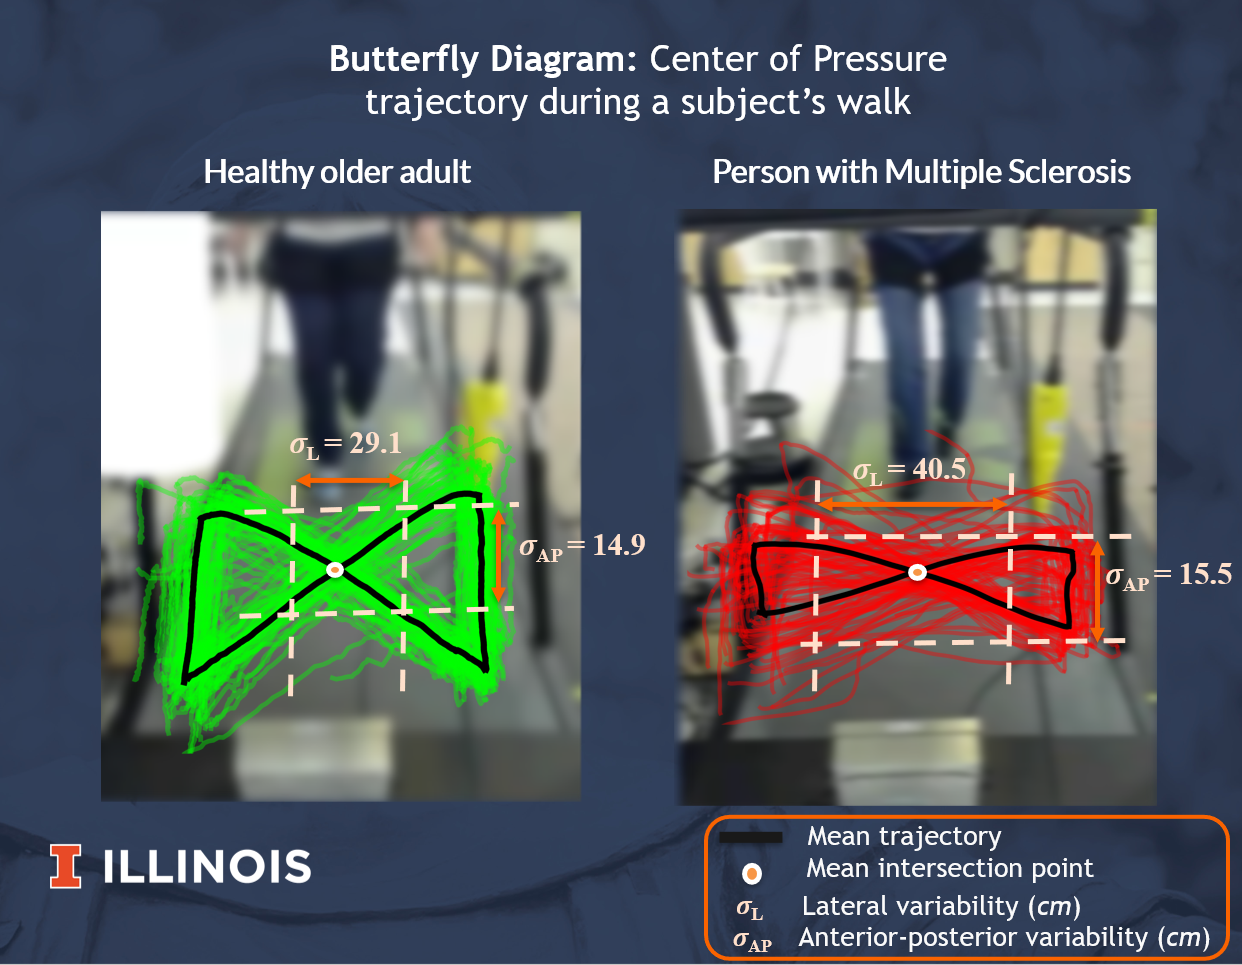 Butterfly Diagram: Center of Pressure
trajectory during a subject's walk
Healthy older adult
Person with Multiple Sclerosis
σL = 29.1
σAP = 14.9
σL = 40.5
σAP = 15.5
I ILLINOIS
Mean trajectory
Mean intersection point
σL Lateral variability (cm)
σAP Anterior-posterior variability (cm)